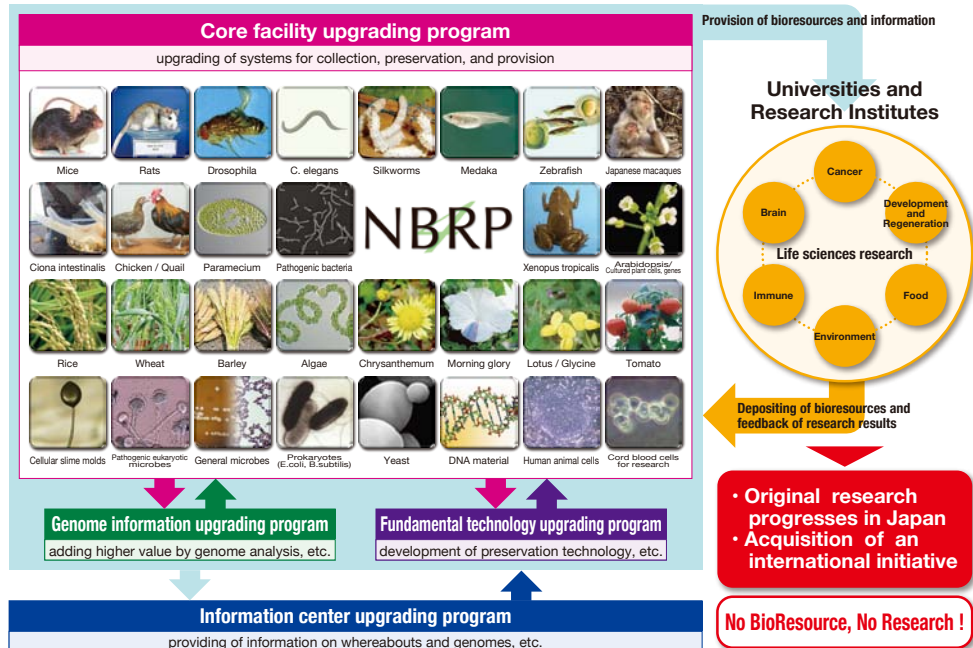 Core facility upgrading program
upgrading of systems for collection, preservation, and provision
Mice
Rats
Drosophila
C. elegans
Silkworms
Medaka
Zebrafish
Japanese macaques
Ciona intestinalis
Chicken / Quail
Paramecium
Pathogenic bacteria
NBRP
Xenopus tropicalis
Arabidopsis/
Cultured plant cells, genes
Rice
Wheat
Barley
Algae
Chrysanthemum
Morning glory
Lotus / Glycine
Tomato
Cellular slime molds
Pathogenic eukaryotic
microbes
General microbes
Prokaryotes
(E.coli, B.subtilis)
Yeast
DNA material
Human animal cells
Cord blood cells
for research
Genome information upgrading program
adding higher value by genome analysis, etc.
Fundamental technology upgrading program
development of preservation technology, etc.
Information center upgrading program
providing of information on whereabouts and genomes, etc.
Provision of bioresources and information
Universities and
Research Institutes
Cancer
Brain
Development
and
Regeneration
Life sciences research
Immune
Food
Environment
Depositing of bioresources and
feedback of research results
・Original research
progresses in Japan
・Acquisition of an
international initiative
No BioResource, No Research !